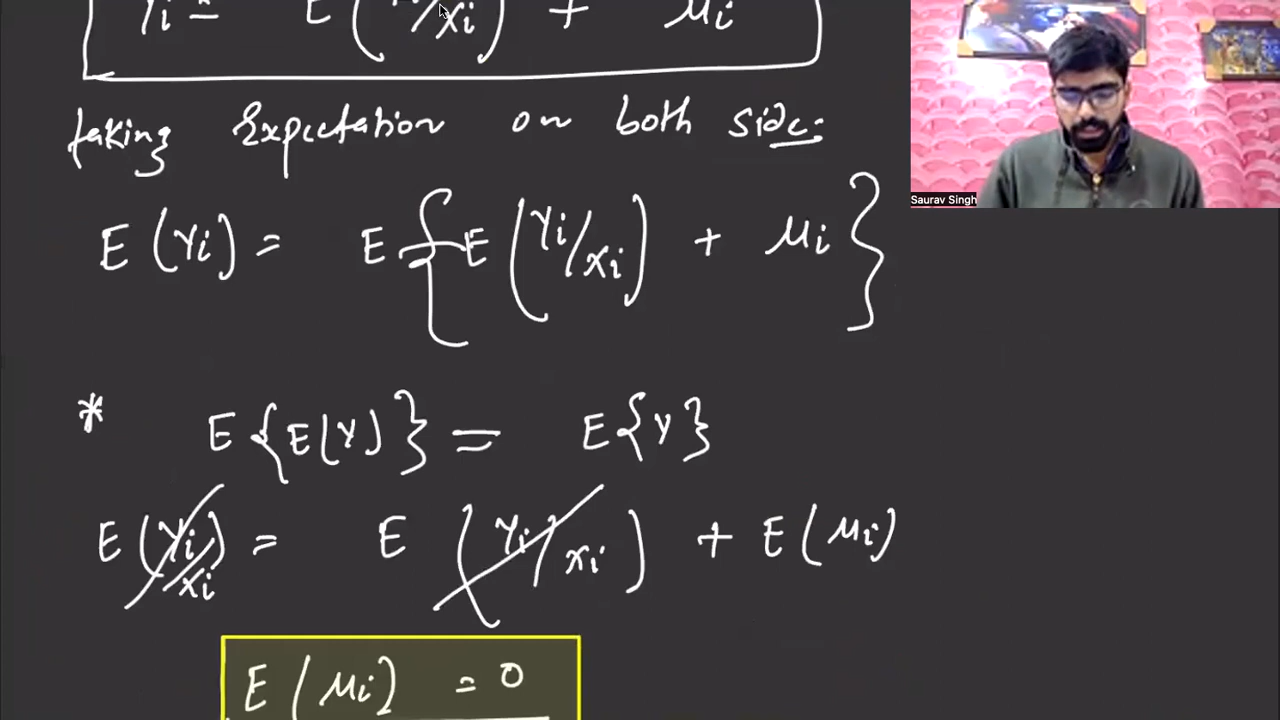 Yi = E(Yi/xi) + μi
taking Expectation on both side:
Saurav Singh
E(Yi) = E{E(Yi/xi) + μi}
* E{E(Y)} = E{Y}
E(Yi/xi) = E(Yi/xi) + E(μi)
E(μi) = 0